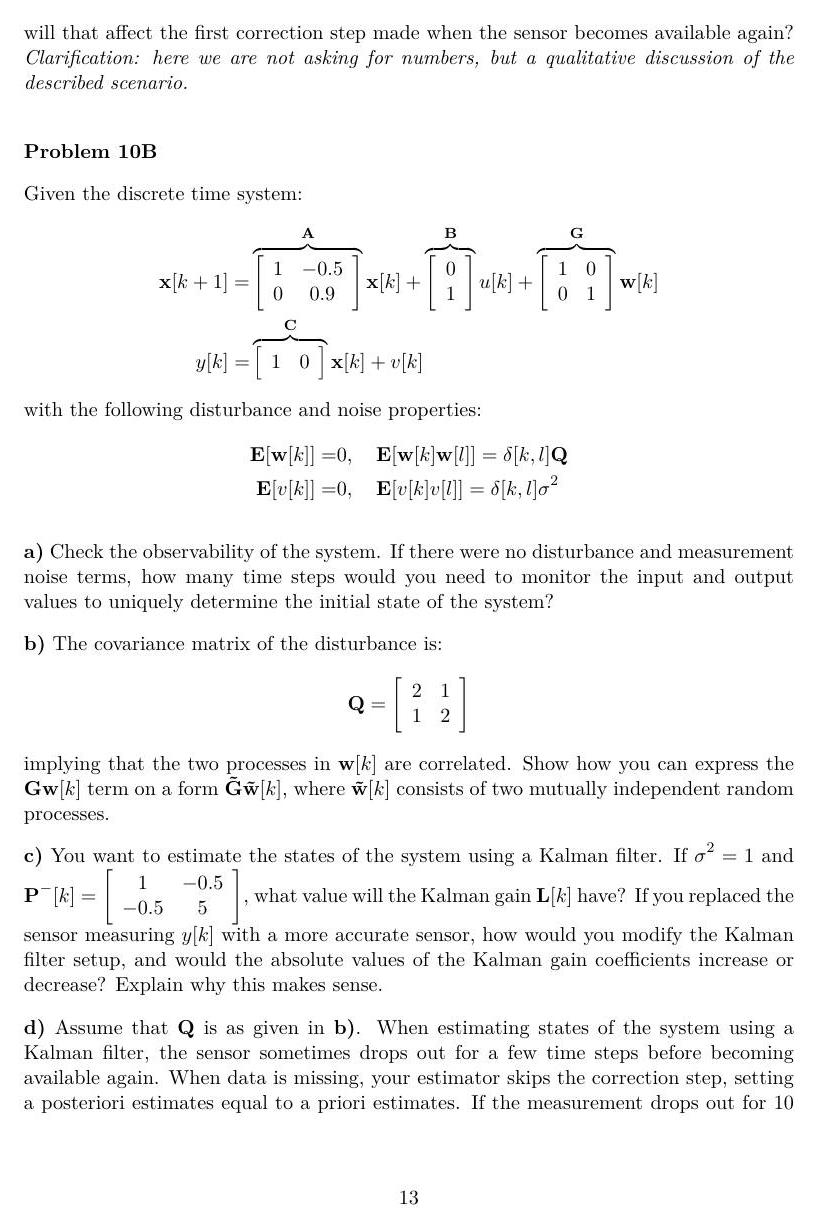 will that affect the first correction step made when the sensor becomes available again?
Clarification: here we are not asking for numbers, but a qualitative discussion of the
described scenario.
Problem 10B
Given the discrete time system:
A B G
x[k + 1] = [ 1 −0.5 ; 0 0.9 ] x[k] + [ 0 ; 1 ] u[k] + [ 1 0 ; 0 1 ] w[k]
C
y[k] = [ 1 0 ] x[k] + v[k]
with the following disturbance and noise properties:
E[w[k]] =0, E[w[k]w[l]] = δ[k, l]Q
E[v[k]] =0, E[v[k]v[l]] = δ[k, l]σ²
a) Check the observability of the system. If there were no disturbance and measurement
noise terms, how many time steps would you need to monitor the input and output
values to uniquely determine the initial state of the system?
b) The covariance matrix of the disturbance is:
Q = [ 2 1 ; 1 2 ]
implying that the two processes in w[k] are correlated. Show how you can express the
Gw[k] term on a form G̃w̃[k], where w̃[k] consists of two mutually independent random
processes.
c) You want to estimate the states of the system using a Kalman filter. If σ² = 1 and
P⁻[k] = [ 1 −0.5 ; −0.5 5 ], what value will the Kalman gain L[k] have? If you replaced the
sensor measuring y[k] with a more accurate sensor, how would you modify the Kalman
filter setup, and would the absolute values of the Kalman gain coefficients increase or
decrease? Explain why this makes sense.
d) Assume that Q is as given in b). When estimating states of the system using a
Kalman filter, the sensor sometimes drops out for a few time steps before becoming
available again. When data is missing, your estimator skips the correction step, setting
a posteriori estimates equal to a priori estimates. If the measurement drops out for 10
13